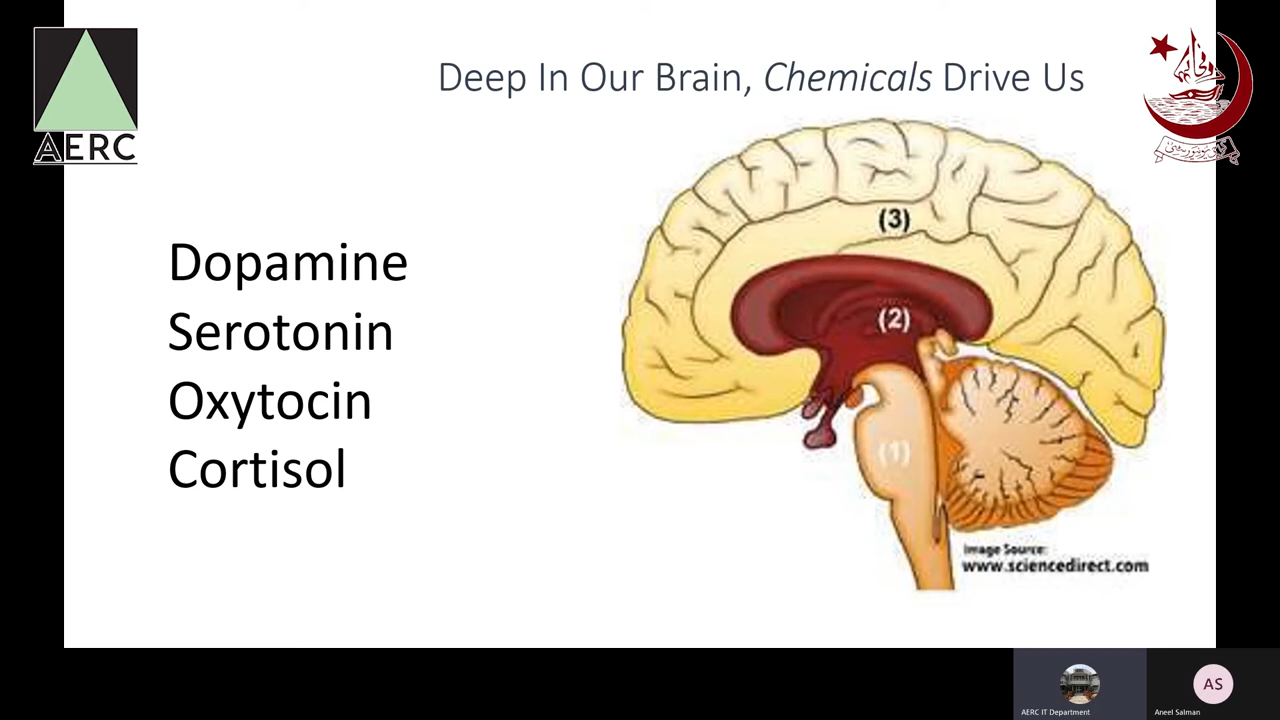 AERC
Deep In Our Brain, Chemicals Drive Us
Dopamine
Serotonin
Oxytocin
Cortisol
(3)
(2)
(1)
Image Source:
www.sciencedirect.com
AS
AERC IT Department
Aneel Salman